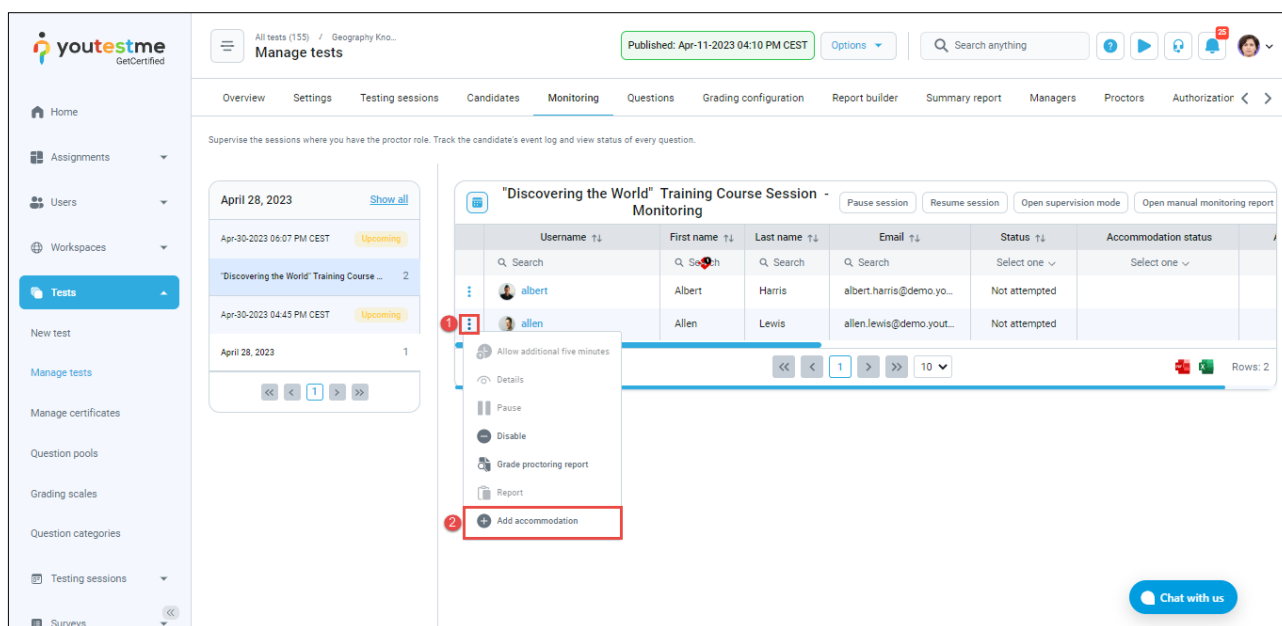 youtestme
GetCertified
All tests (155) / Geography Kno...
Manage tests
Published: Apr-11-2023 04:10 PM CEST
Options
Search anything
?
25
Home
Assignments
Users
Workspaces
Tests
New test
Manage tests
Manage certificates
Question pools
Grading scales
Question categories
Testing sessions
Surveys
<<
Overview Settings Testing sessions Candidates Monitoring Questions Grading configuration Report builder Summary report Managers Proctors Authorization < >
Supervise the sessions where you have the proctor role. Track the candidate's event log and view status of every question.
April 28, 2023 Show all
Apr-30-2023 06:07 PM CEST Upcoming
"Discovering the World" Training Course ... 2
Apr-30-2023 04:45 PM CEST Upcoming
April 28, 2023 1
<< < 1 > >>
"Discovering the World" Training Course Session -
Monitoring
Pause session Resume session Open supervision mode Open manual monitoring report
Username First name Last name Email Status Accommodation status
Search Search Search Search Select one Select one
albert Albert Harris albert.harris@demo.yo... Not attempted
1 allen Allen Lewis allen.lewis@demo.yout... Not attempted
<< < 1 > >> 10 Rows: 2
Allow additional five minutes
Details
Pause
Disable
Grade proctoring report
Report
2 Add accommodation
Chat with us